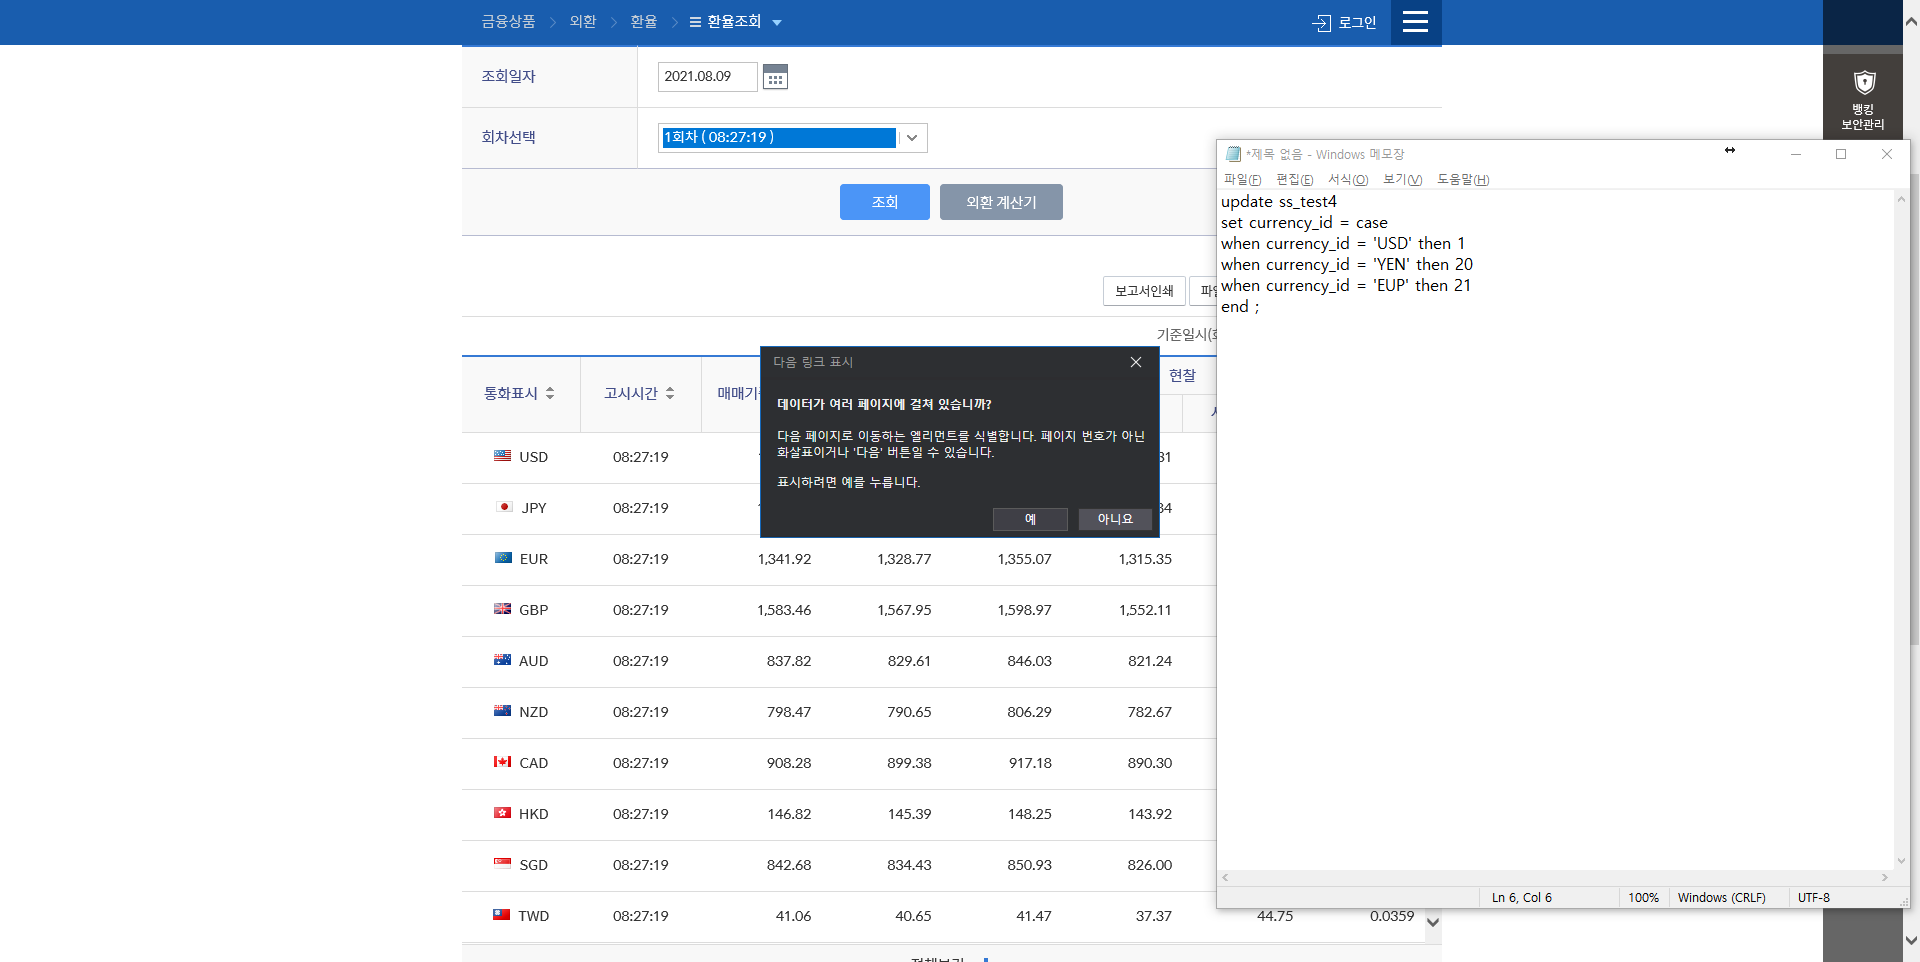 금융상품 외환 환율 환율조회
로그인
조회일자 2021.08.09
회차선택 1회차 ( 08:27:19 )
조회 외환 계산기
보고서인쇄
기준일시
통화표시 고시시간 현찰
USD 08:27:19
JPY 08:27:19
EUR 08:27:19 1,341.92 1,328.77 1,355.07 1,315.35
GBP 08:27:19 1,583.46 1,567.95 1,598.97 1,552.11
AUD 08:27:19 837.82 829.61 846.03 821.24
NZD 08:27:19 798.47 790.65 806.29 782.67
CAD 08:27:19 908.28 899.38 917.18 890.30
HKD 08:27:19 146.82 145.39 148.25 143.92
SGD 08:27:19 842.68 834.43 850.93 826.00
TWD 08:27:19 41.06 40.65 41.47 37.37 44.75 0.0359
다음 링크 표시
데이터가 여러 페이지에 걸쳐 있습니까?
다음 페이지로 이동하는 엘리먼트를 식별합니다. 페이지 번호가 아닌
화살표이거나 '다음' 버튼일 수 있습니다.
표시하려면 예를 누릅니다.
예 아니요
뱅킹
보안관리
*제목 없음 - Windows 메모장
파일(F) 편집(E) 서식(O) 보기(V) 도움말(H)
update ss_test4
set currency_id = case
when currency_id = 'USD' then 1
when currency_id = 'YEN' then 20
when currency_id = 'EUP' then 21
end ;
Ln 6, Col 6 100% Windows (CRLF) UTF-8